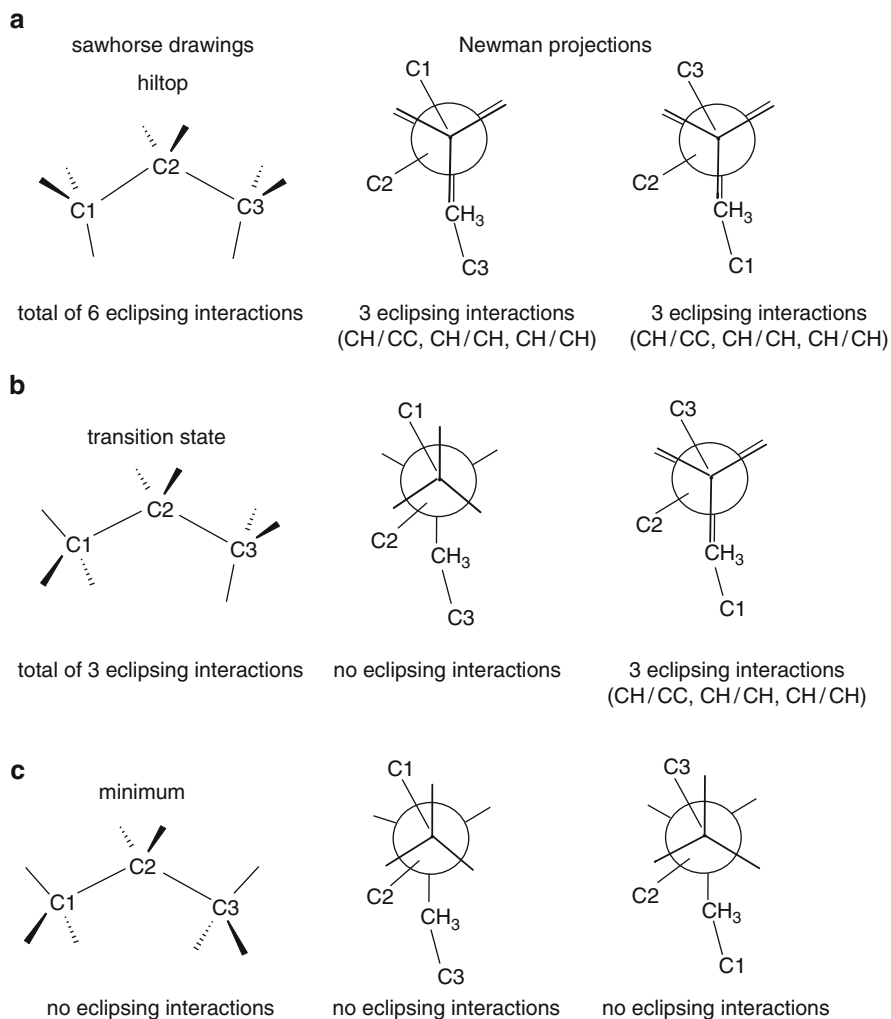 a
sawhorse drawings
Newman projections
hiltop
C1
C2
C3
C1
C2
CH3
C3
C3
C2
CH3
C1
total of 6 eclipsing interactions
3 eclipsing interactions
(CH/CC, CH/CH, CH/CH)
3 eclipsing interactions
(CH/CC, CH/CH, CH/CH)
b
transition state
C1
C2
C3
C1
C2
CH3
C3
C3
C2
CH3
C1
total of 3 eclipsing interactions
no eclipsing interactions
3 eclipsing interactions
(CH/CC, CH/CH, CH/CH)
c
minimum
C1
C2
C3
C1
C2
CH3
C3
C3
C2
CH3
C1
no eclipsing interactions
no eclipsing interactions
no eclipsing interactions